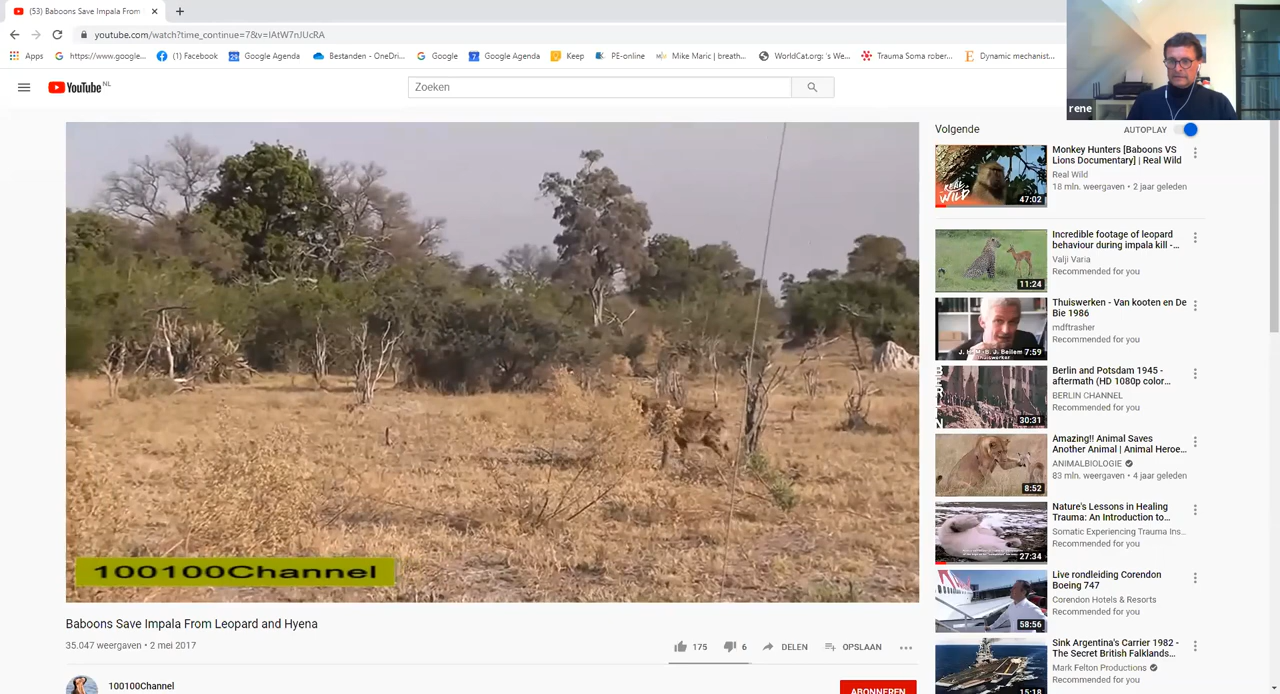 (53) Baboons Save Impala From
youtube.com/watch?time_continue=7&v=IAtW7nJUcRA
Apps
https://www.google...
(1) Facebook
Google Agenda
Bestanden - OneDri...
Google
Google Agenda
Keep
PE-online
Mike Maric | breath...
WorldCat.org: 's We...
Trauma Soma rober...
Dynamic mechanist...
rene
YouTube NL
Zoeken
100100Channel
Baboons Save Impala From Leopard and Hyena
35.047 weergaven • 2 mei 2017
175
6
DELEN
OPSLAAN
100100Channel
ABONNEREN
Volgende
AUTOPLAY
REAL WILD
47:02
Monkey Hunters [Baboons VS
Lions Documentary] | Real Wild
Real Wild
18 mln. weergaven • 2 jaar geleden
11:24
Incredible footage of leopard
behaviour during impala kill -...
Valji Varia
Recommended for you
7:59
Thuiswerken - Van kooten en De
Bie 1986
mdftrasher
Recommended for you
30:31
Berlin and Potsdam 1945 -
aftermath (HD 1080p color...
BERLIN CHANNEL
Recommended for you
8:52
Amazing!! Animal Saves
Another Animal | Animal Heroe...
ANIMALBIOLOGIE
83 mln. weergaven • 4 jaar geleden
27:34
Nature's Lessons in Healing
Trauma: An Introduction to...
Somatic Experiencing Trauma Ins...
Recommended for you
58:56
Live rondleiding Corendon
Boeing 747
Corendon Hotels & Resorts
Recommended for you
15:18
Sink Argentina's Carrier 1982 -
The Secret British Falklands...
Mark Felton Productions
Recommended for you